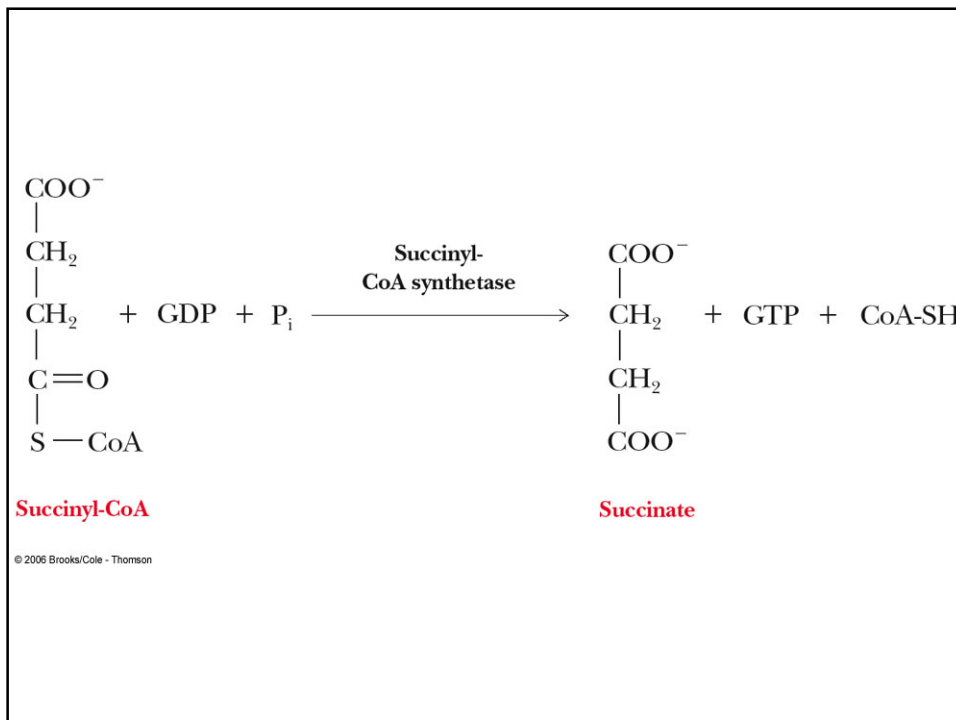 COO⁻
CH₂
CH₂ + GDP + Pᵢ
C=O
S—CoA
Succinyl-CoA
Succinyl-
CoA synthetase
COO⁻
CH₂ + GTP + CoA-SH
CH₂
COO⁻
Succinate
© 2006 Brooks/Cole - Thomson